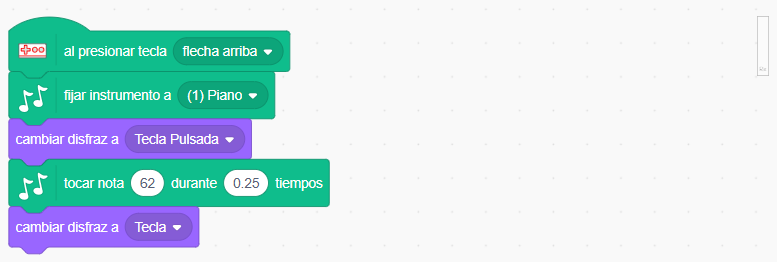 al presionar tecla flecha arriba
fijar instrumento a (1) Piano
cambiar disfraz a Tecla Pulsada
tocar nota 62 durante 0.25 tiempos
cambiar disfraz a Tecla